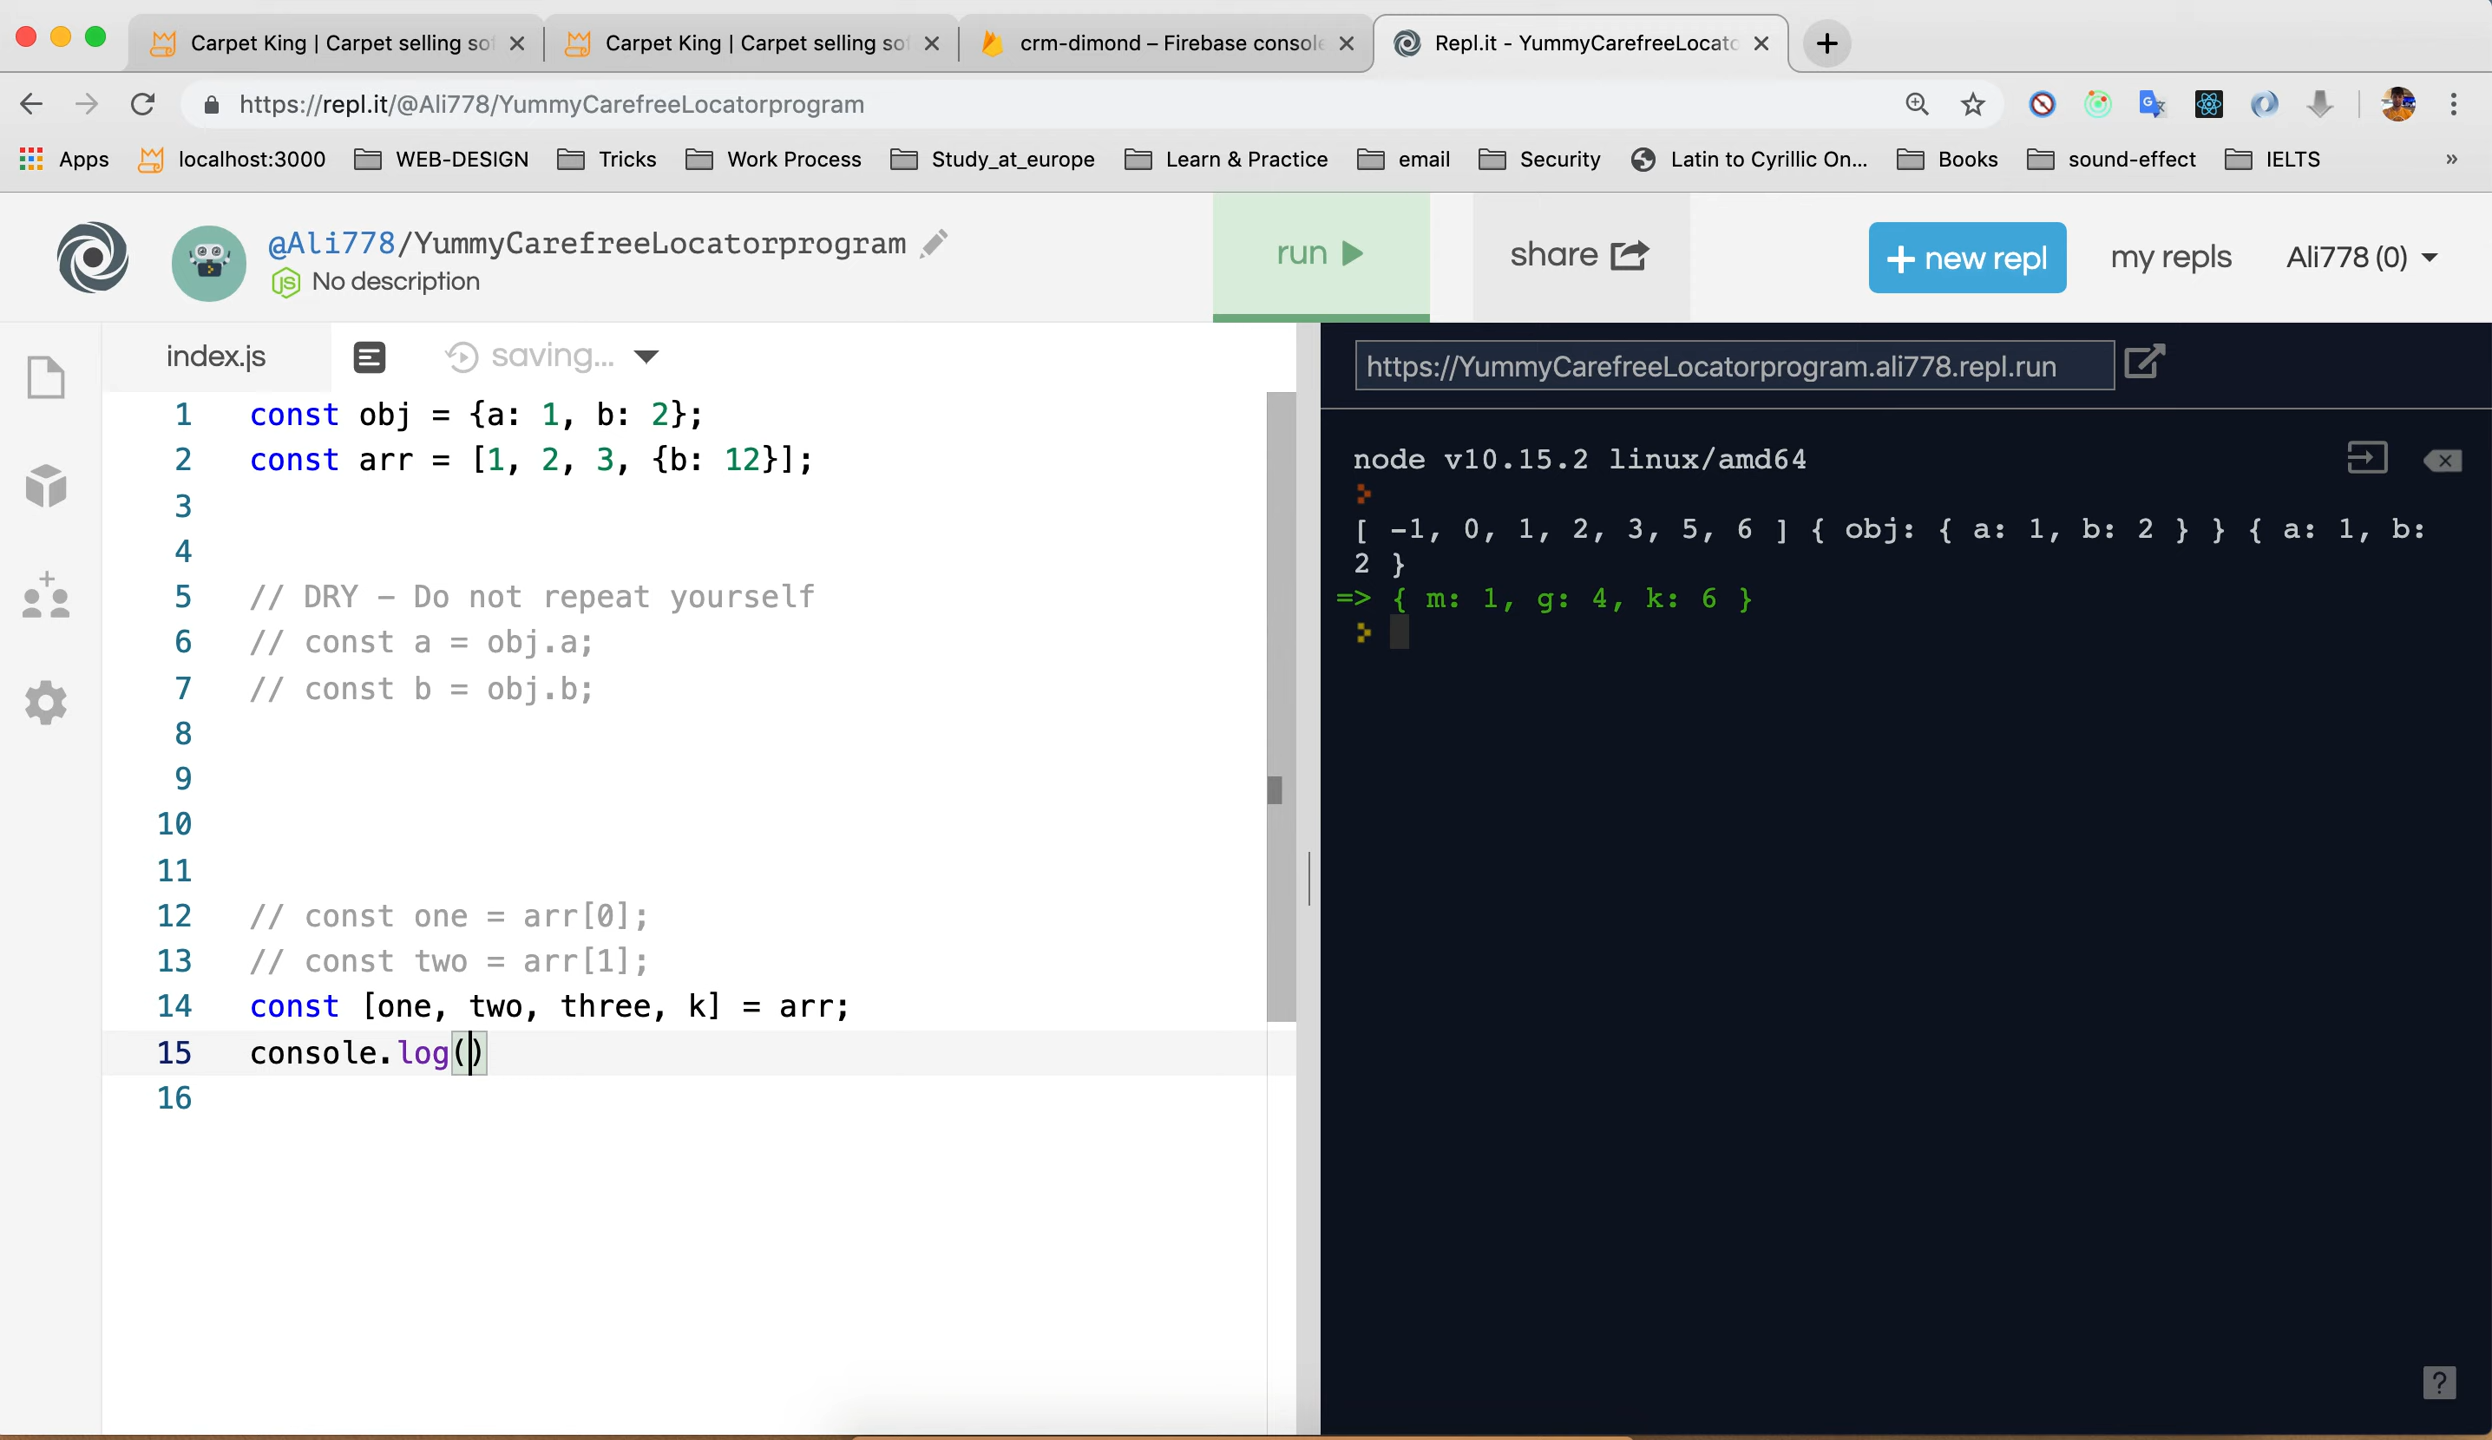 Carpet King | Carpet selling sof
Carpet King | Carpet selling sof
crm-dimond – Firebase console
Repl.it - YummyCarefreeLocato
https://repl.it/@Ali778/YummyCarefreeLocatorprogram
Apps
localhost:3000
WEB-DESIGN
Tricks
Work Process
Study_at_europe
Learn & Practice
email
Security
Latin to Cyrillic On...
Books
sound-effect
IELTS
»
@Ali778/YummyCarefreeLocatorprogram
JS No description
run
share
+ new repl
my repls
Ali778 (0)
index.js
saving...
https://YummyCarefreeLocatorprogram.ali778.repl.run
1 const obj = {a: 1, b: 2};
2 const arr = [1, 2, 3, {b: 12}];
3
4
5 // DRY – Do not repeat yourself
6 // const a = obj.a;
7 // const b = obj.b;
8
9
10
11
12 // const one = arr[0];
13 // const two = arr[1];
14 const [one, two, three, k] = arr;
15 console.log()
16
node v10.15.2 linux/amd64
[ -1, 0, 1, 2, 3, 5, 6 ] { obj: { a: 1, b: 2 } } { a: 1, b:
2 }
=> { m: 1, g: 4, k: 6 }
?